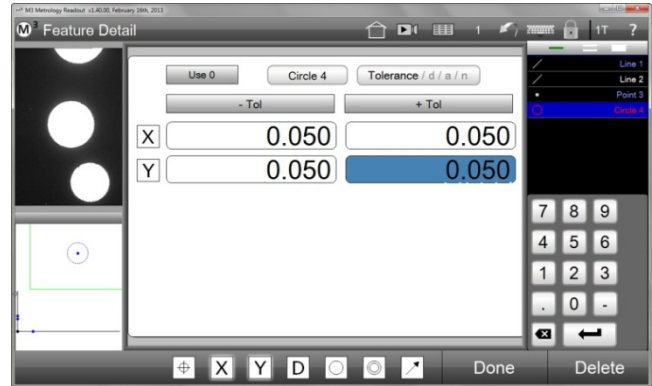 M3 Metrology Readout v1.40.00, February 16th, 2013
M3 Feature Detail
1
1T
?
Use 0
Circle 4
Tolerance / d / a / n
- Tol
+ Tol
X
0.050
0.050
Y
0.050
0.050
Line 1
Line 2
Point 3
Circle 4
7 8 9
4 5 6
1 2 3
. 0 -
X Y D
Done
Delete